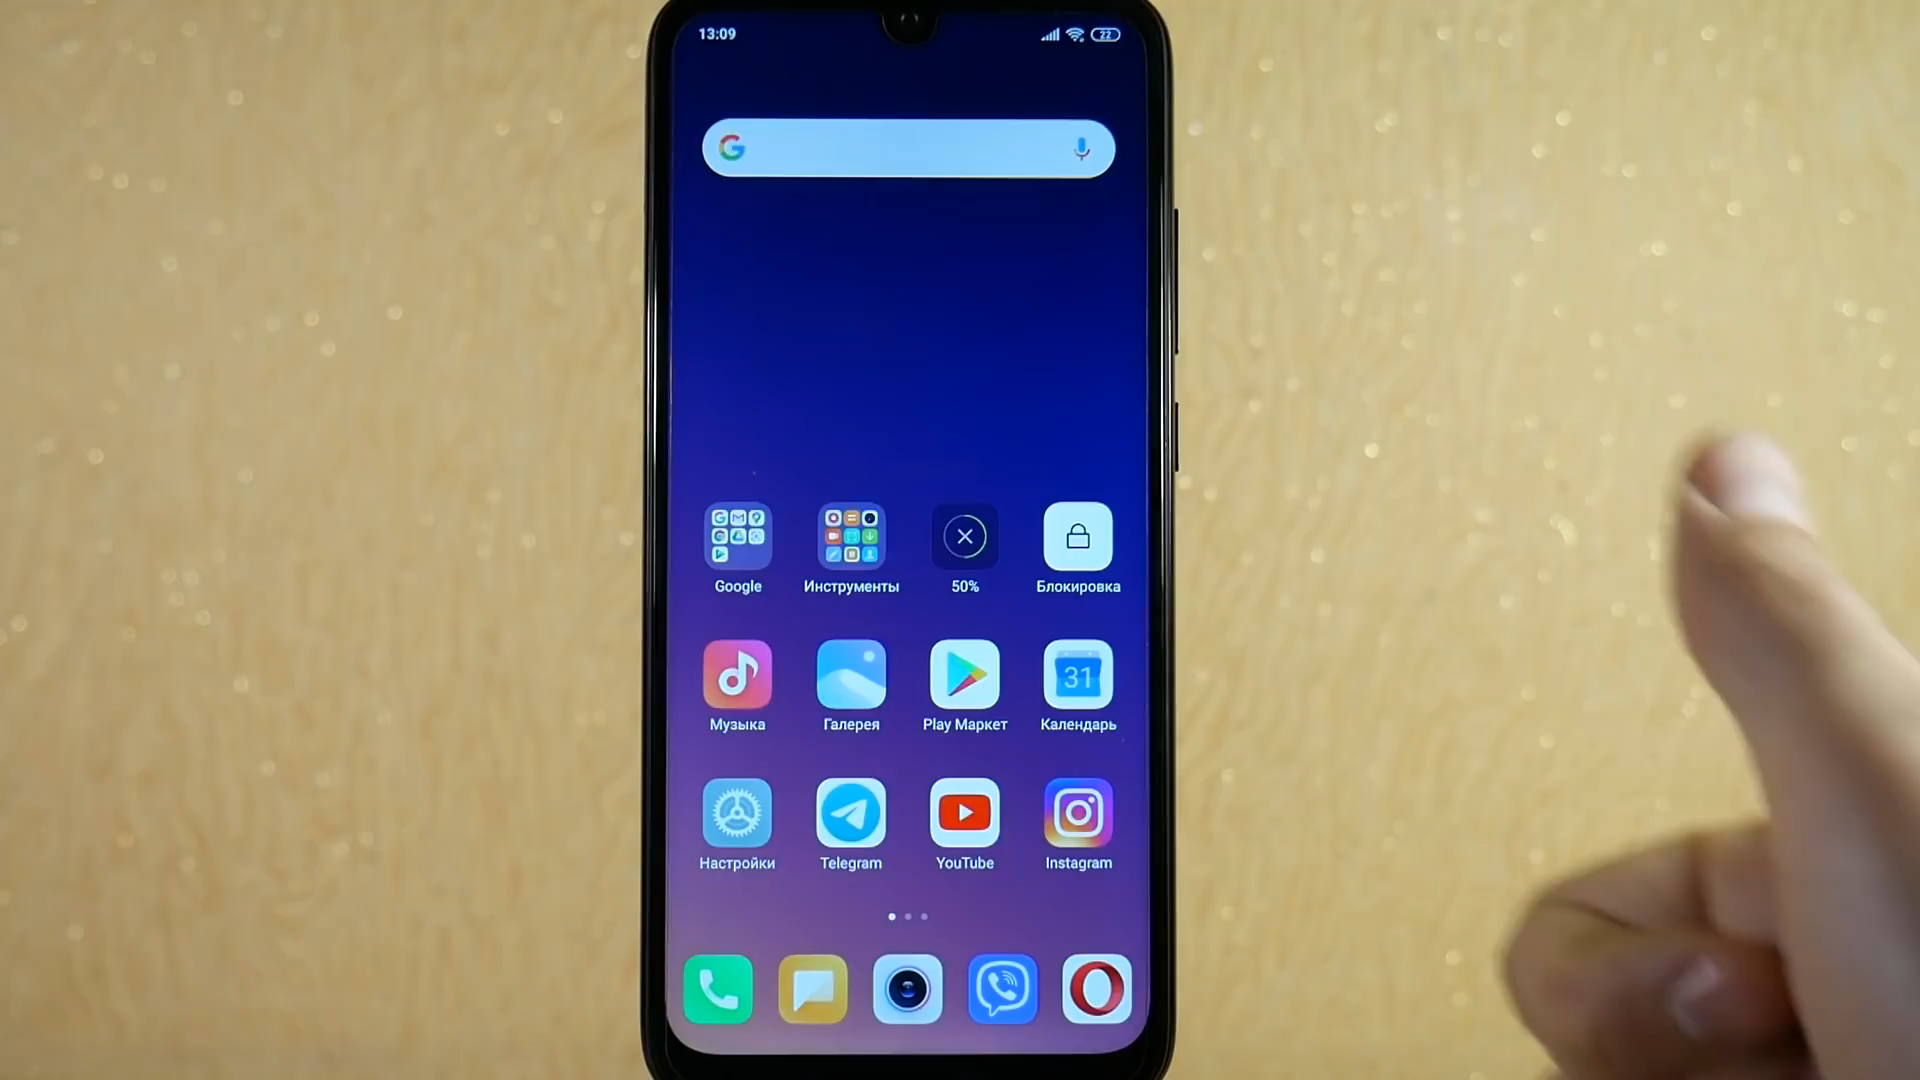 13:09
22
Google
Инструменты
50%
Блокировка
31
Музыка
Галерея
Play Маркет
Календарь
Настройки
Telegram
YouTube
Instagram